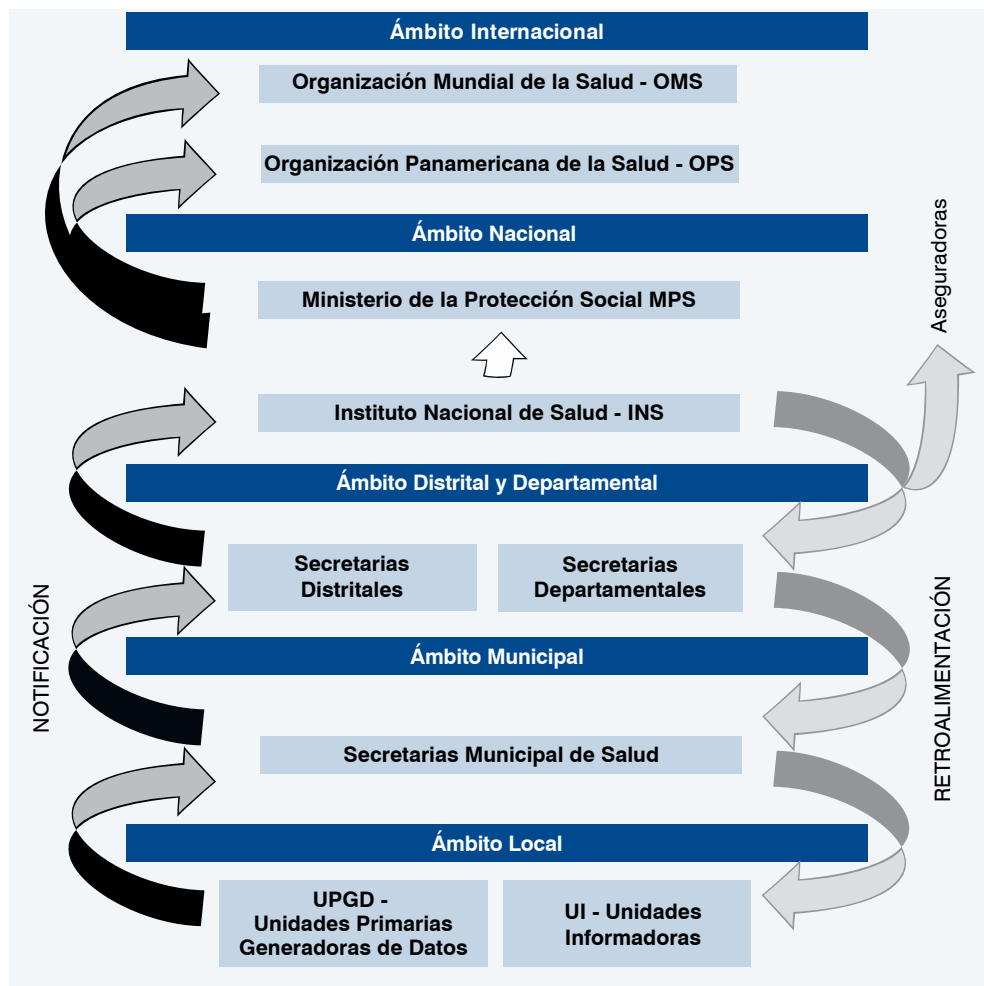 Ámbito Internacional
Organización Mundial de la Salud - OMS
Organización Panamericana de la Salud - OPS
Ámbito Nacional
Ministerio de la Protección Social MPS
Aseguradoras
Instituto Nacional de Salud - INS
Ámbito Distrital y Departamental
Secretarias
Distritales
Secretarias
Departamentales
NOTIFICACIÓN
RETROALIMENTACIÓN
Ámbito Municipal
Secretarias Municipal de Salud
Ámbito Local
UPGD -
Unidades Primarias
Generadoras de Datos
UI - Unidades
Informadoras